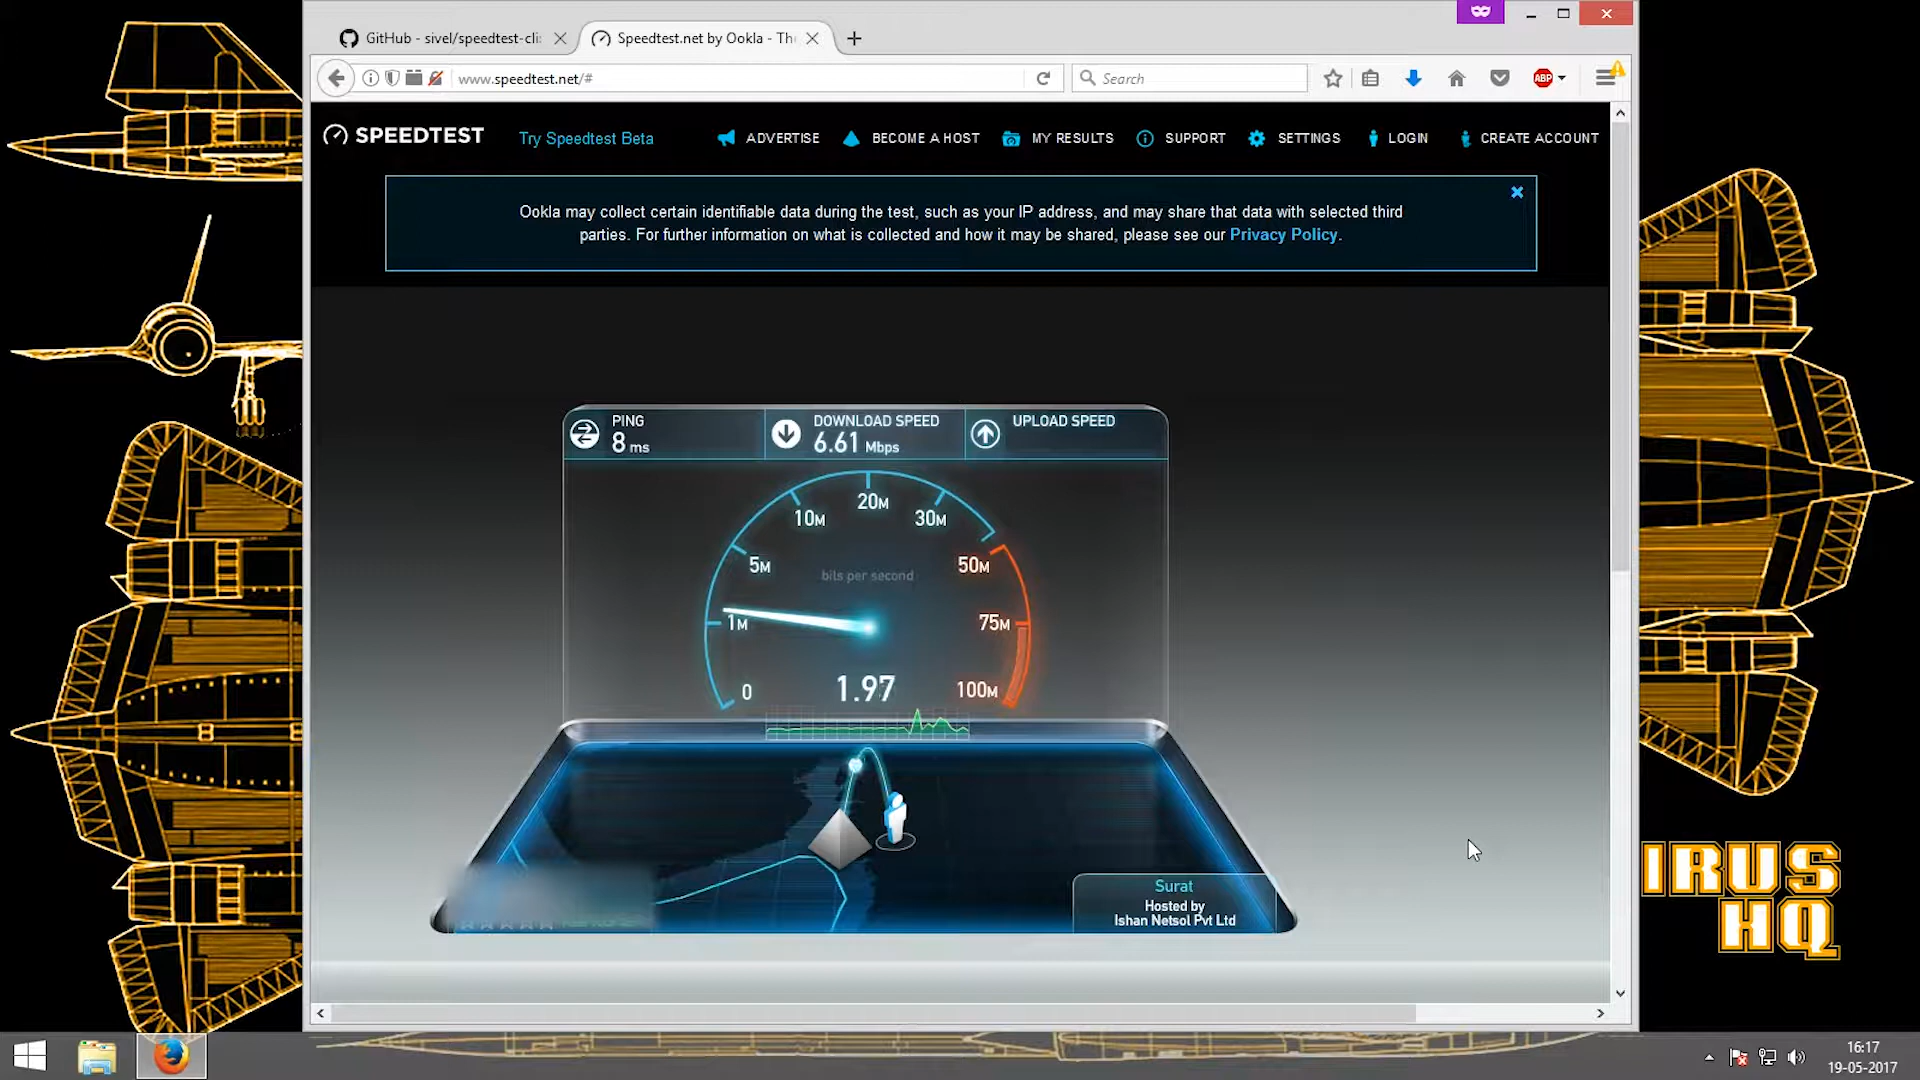 GitHub - sivel/speedtest-cli:
Speedtest.net by Ookla - The
www.speedtest.net/#
Search
ABP
SPEEDTEST
Try Speedtest Beta
ADVERTISE
BECOME A HOST
MY RESULTS
SUPPORT
SETTINGS
LOGIN
CREATE ACCOUNT
Ookla may collect certain identifiable data during the test, such as your IP address, and may share that data with selected third
parties. For further information on what is collected and how it may be shared, please see our Privacy Policy.
PING
8 ms
DOWNLOAD SPEED
6.61 Mbps
UPLOAD SPEED
20M
10M
30M
5M
bits per second
50M
1M
75M
0
1.97
100M
Surat
Hosted by
Ishan Netsol Pvt Ltd
IRUS
HQ
16:17
19-05-2017